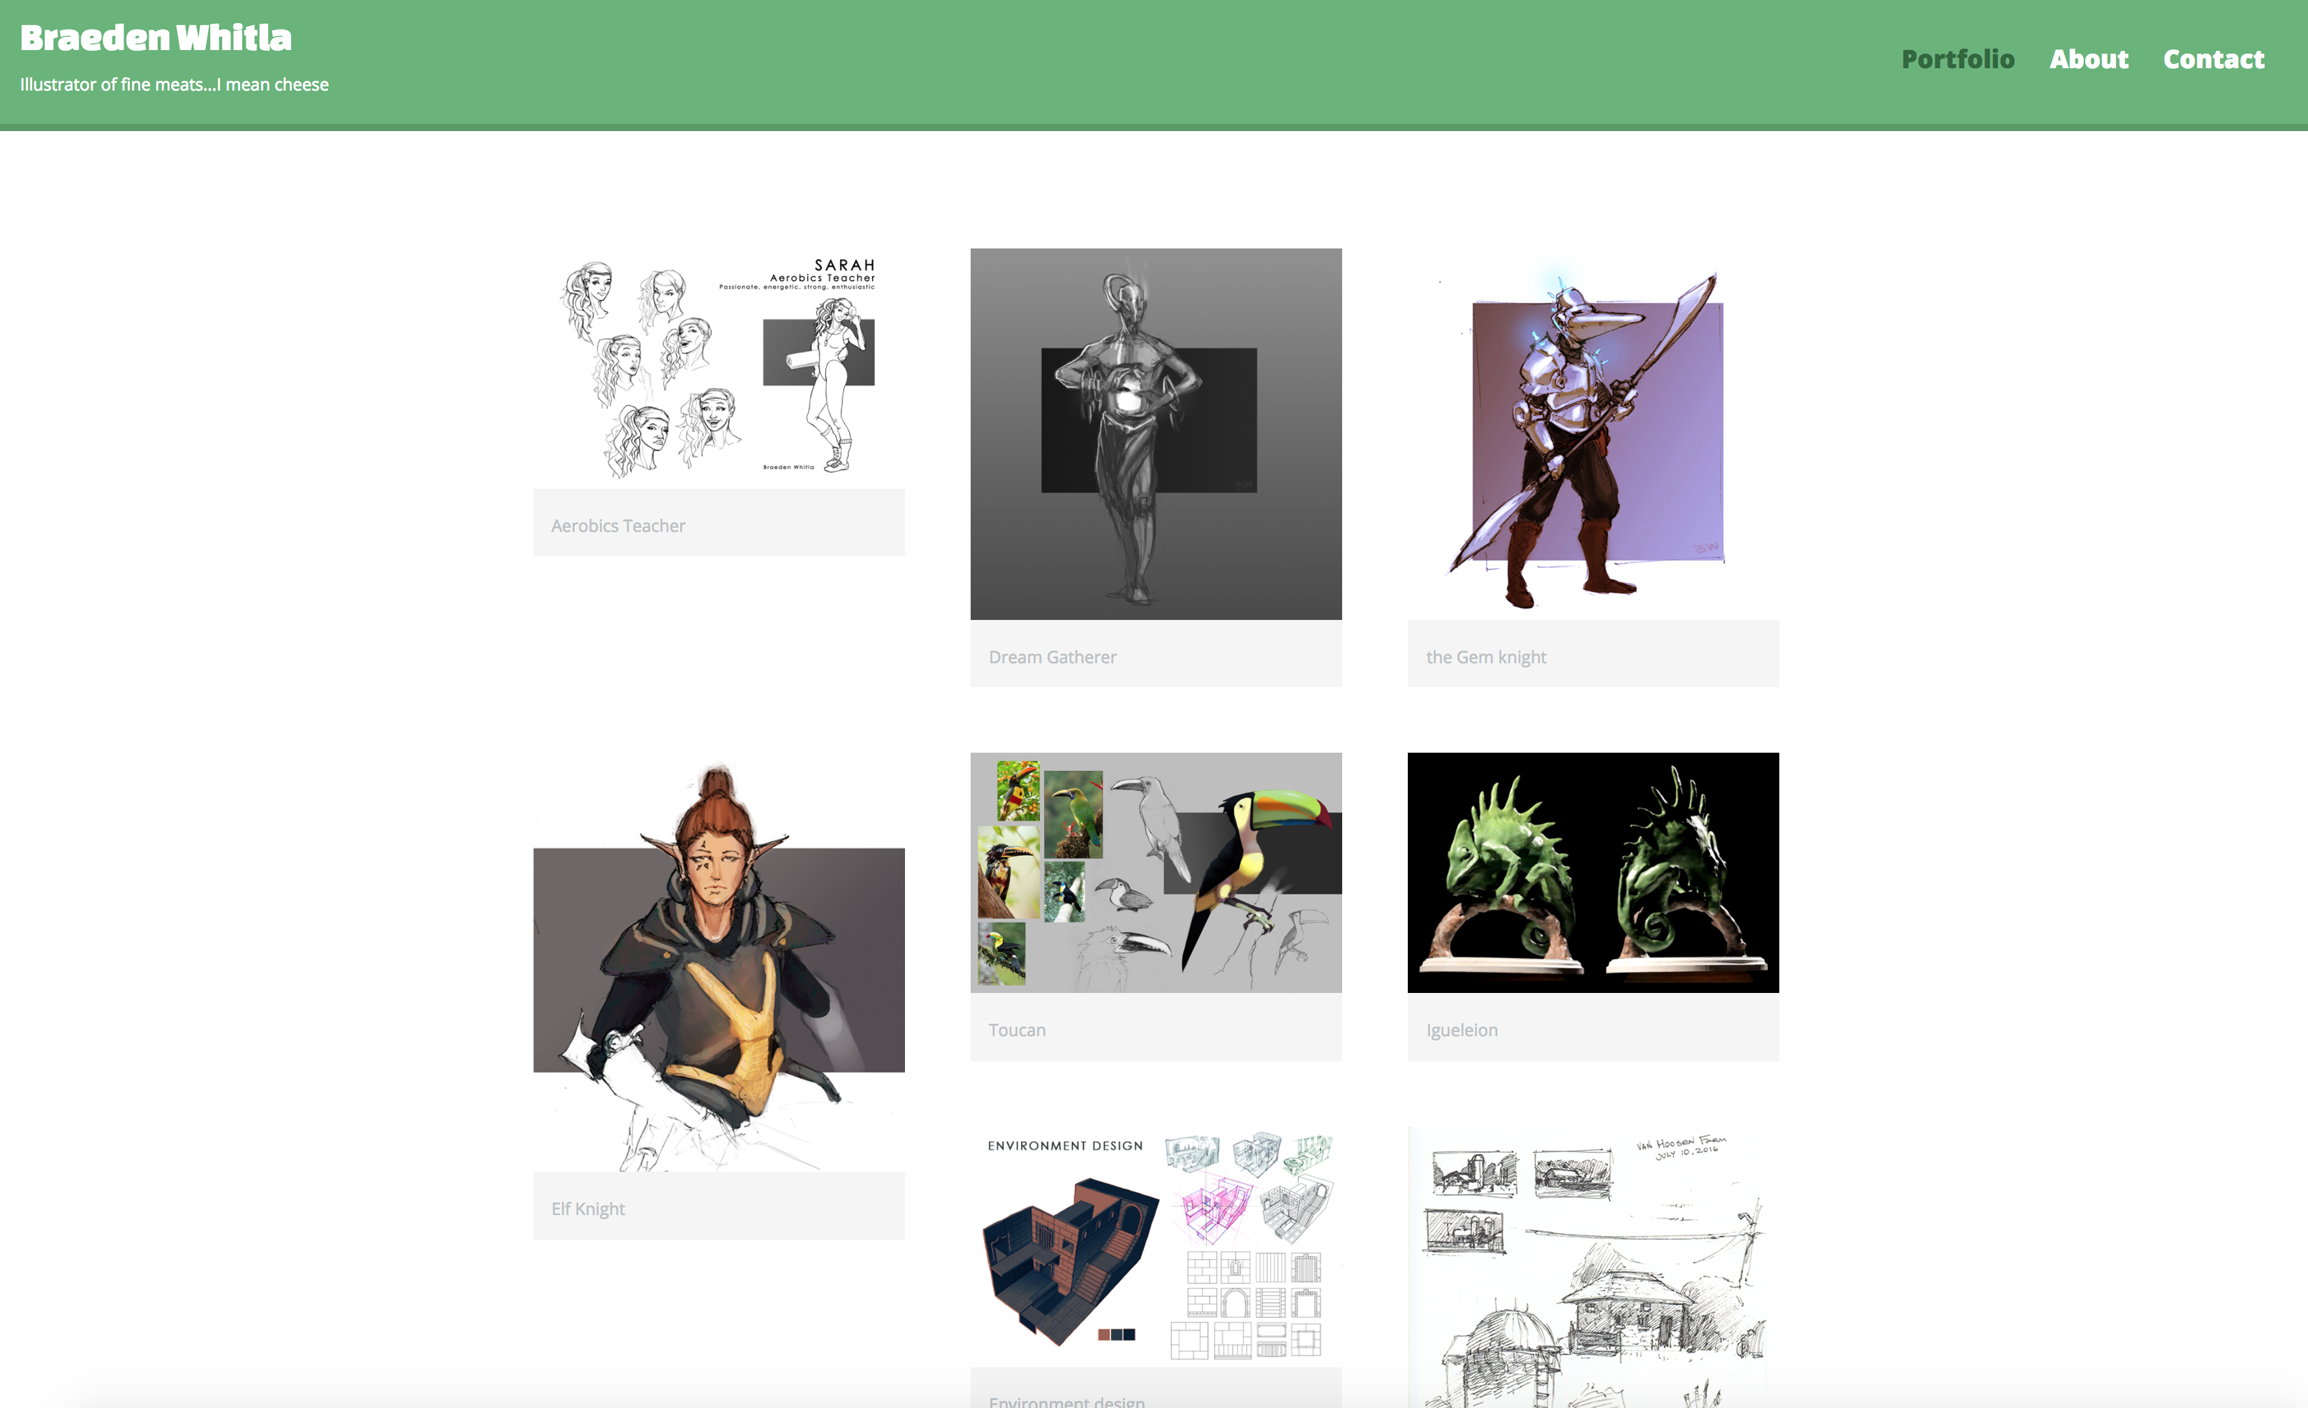 Braeden Whitla
Illustrator of fine meats...I mean cheese
Portfolio
About
Contact
SARAH
Aerobics Teacher
Passionate, energetic, strong, enthusiastic
Braeden Whitla
Aerobics Teacher
BW
Dream Gatherer
BW
the Gem knight
Elf Knight
Toucan
Igueleion
ENVIRONMENT DESIGN
Environment design
VAN HOOSEN FARM
JULY 10, 2016